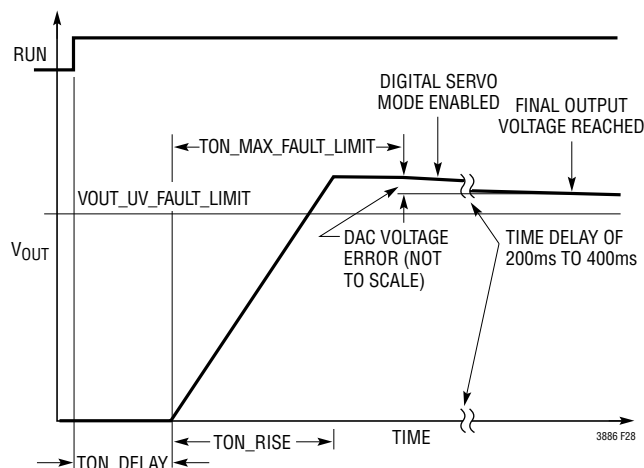 RUN
DIGITAL SERVO
MODE ENABLED
FINAL OUTPUT
VOLTAGE REACHED
TON_MAX_FAULT_LIMIT
VOUT_UV_FAULT_LIMIT
VOUT
DAC VOLTAGE
ERROR (NOT
TO SCALE)
TIME DELAY OF
200ms TO 400ms
TON_RISE
TIME
3886 F28
TON_DELAY